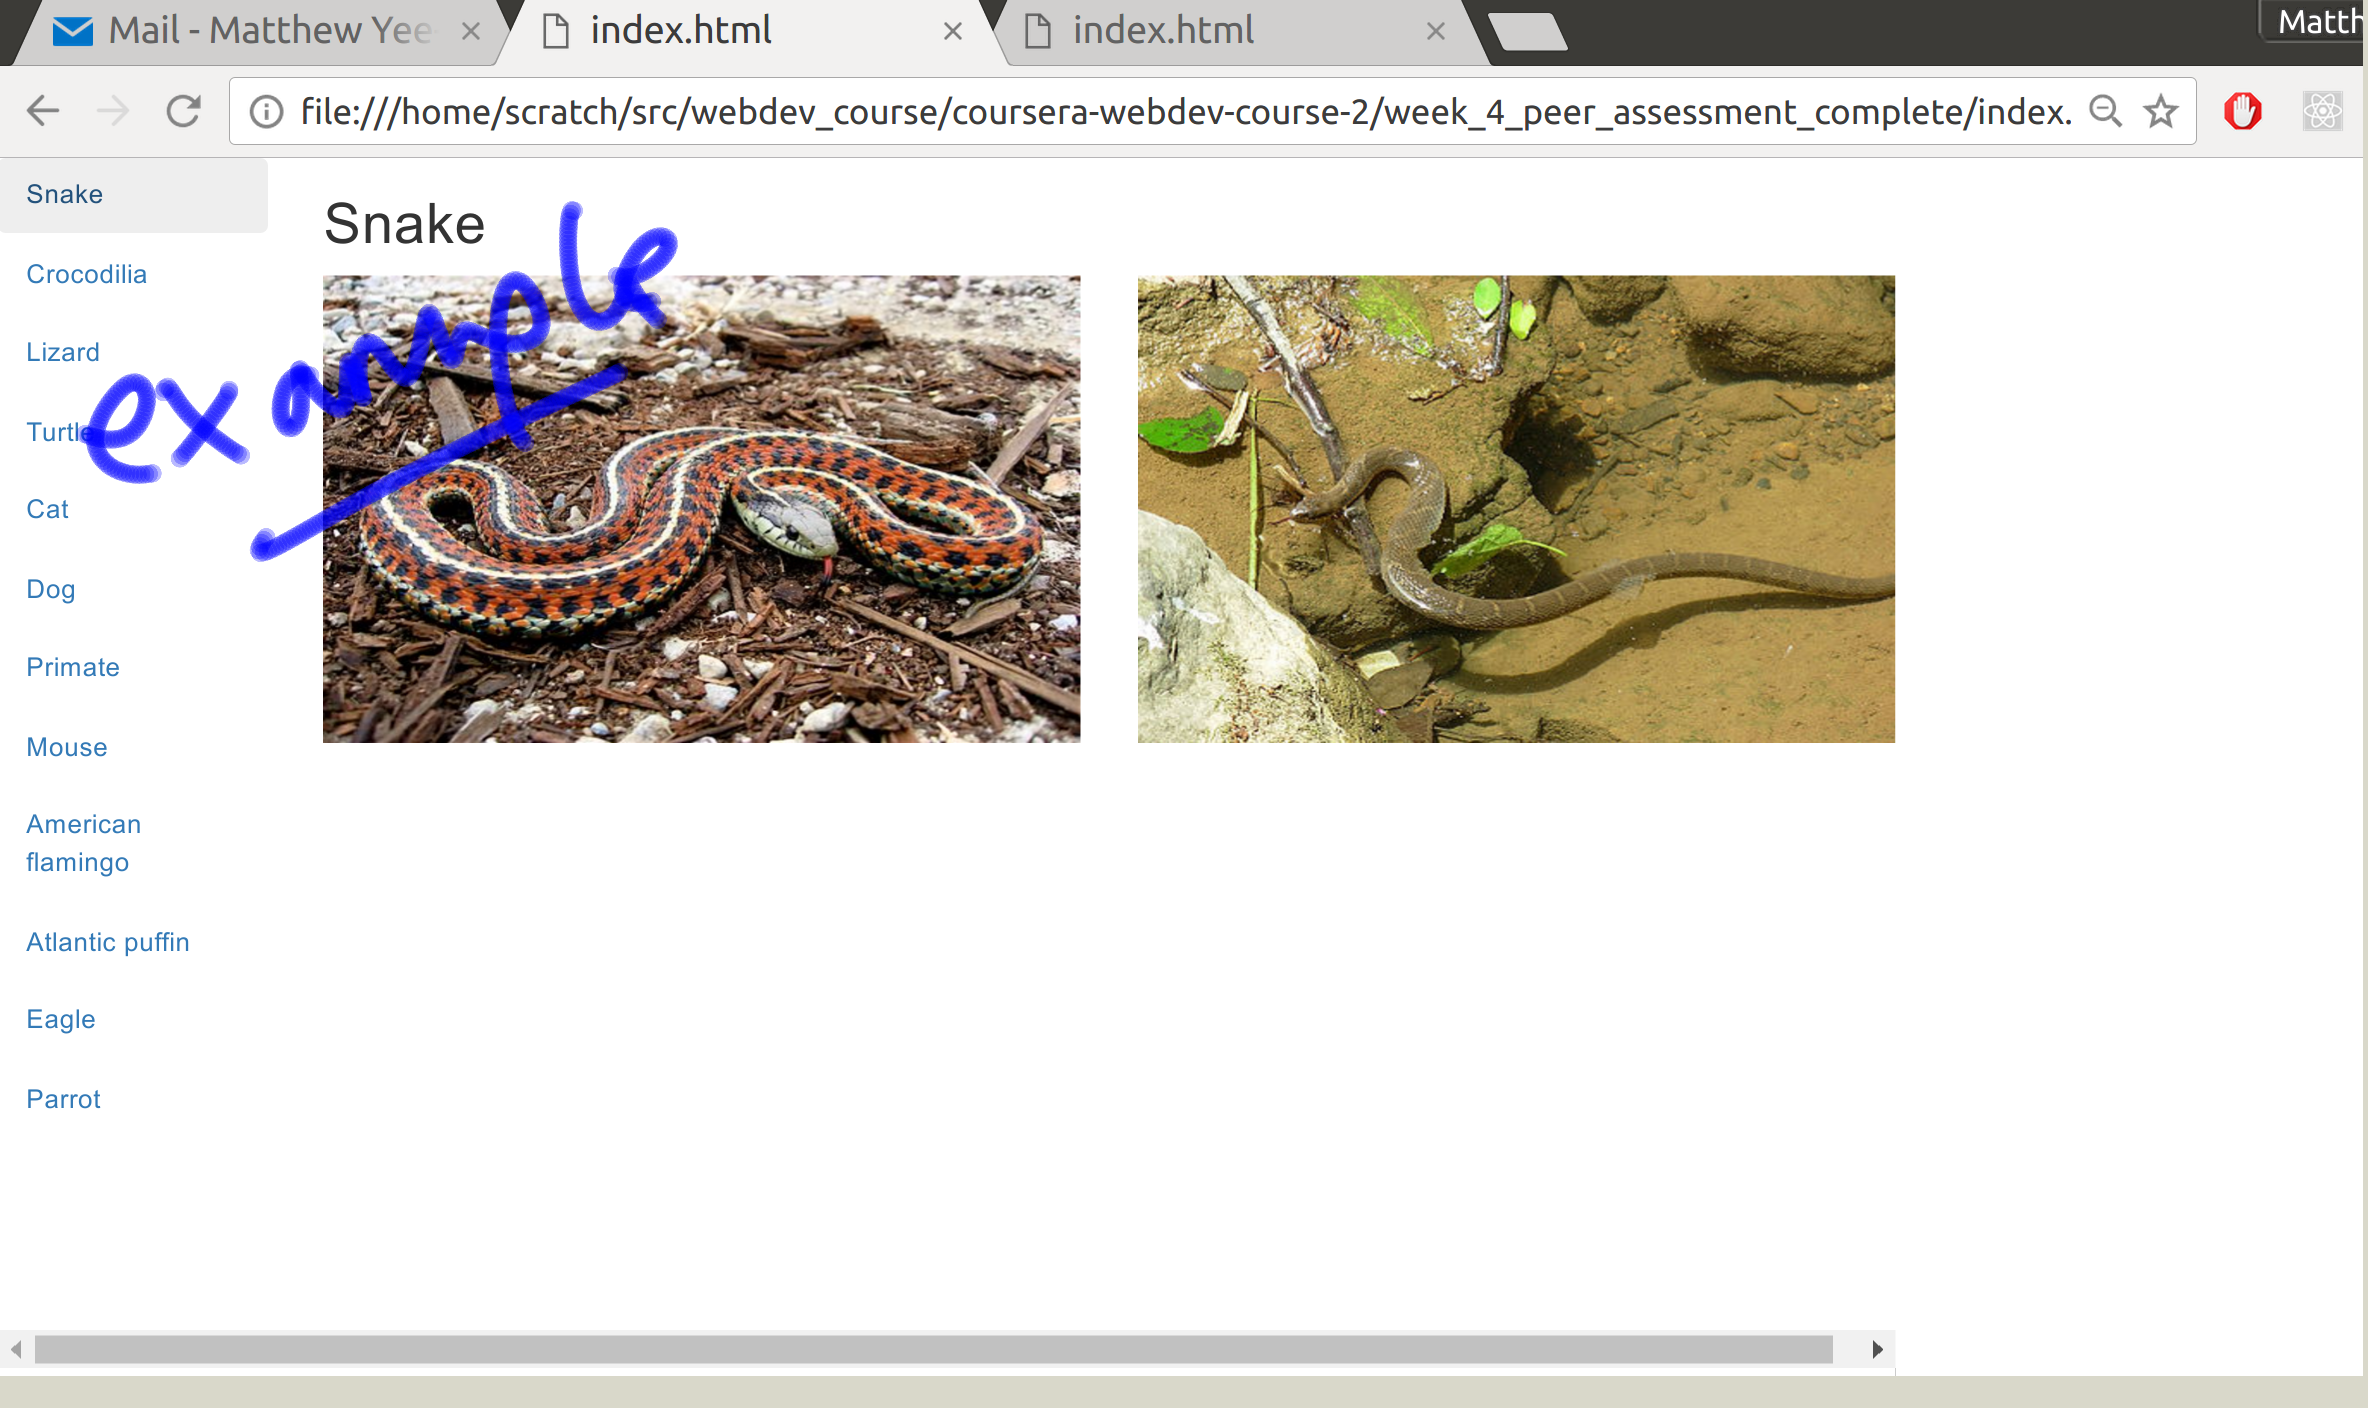 Mail - Matthew Yee
index.html
index.html
Matth
file:///home/scratch/src/webdev_course/coursera-webdev-course-2/week_4_peer_assessment_complete/index.
Snake
Crocodilia
Lizard
Turtle
Cat
Dog
Primate
Mouse
American
flamingo
Atlantic puffin
Eagle
Parrot
Snake
example